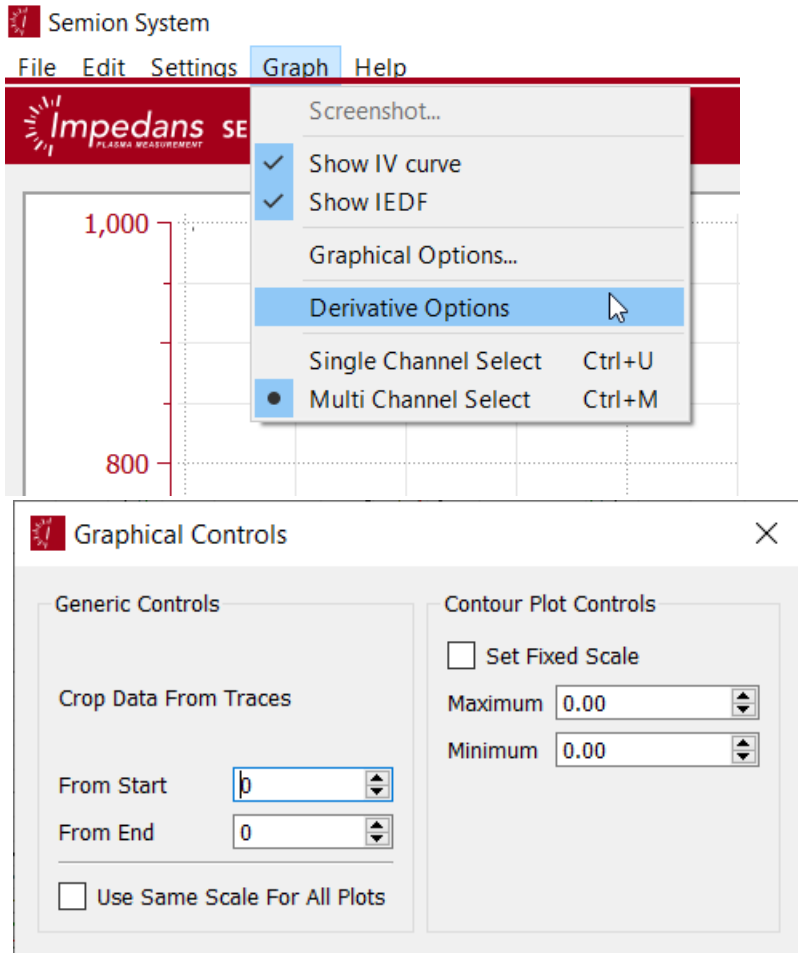 Semion System
File Edit Settings Graph Help
Impedans SE
PLASMA MEASUREMENT
Screenshot...
Show IV curve
Show IEDF
1,000
Graphical Options...
Derivative Options
Single Channel Select Ctrl+U
Multi Channel Select Ctrl+M
800
Graphical Controls
Generic Controls
Crop Data From Traces
From Start 0
From End 0
Use Same Scale For All Plots
Contour Plot Controls
Set Fixed Scale
Maximum 0.00
Minimum 0.00